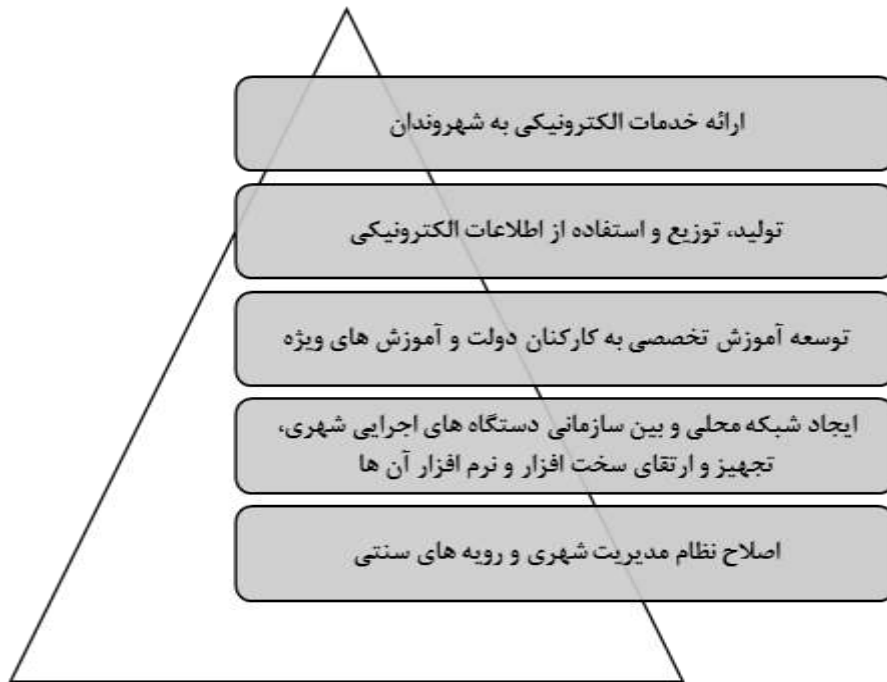 ارائه خدمات الکترونیکی به شهروندان
تولید، توزیع و استفاده از اطلاعات الکترونیکی
توسعه آموزش تخصصی به کارکنان دولت و آموزش های ویژه
ایجاد شبکه محلی و بین سازمانی دستگاه های اجرایی شهری،
تجهیز و ارتقای سخت افزار و نرم افزار آن ها
اصلاح نظام مدیریت شهری و رویه های سنتی